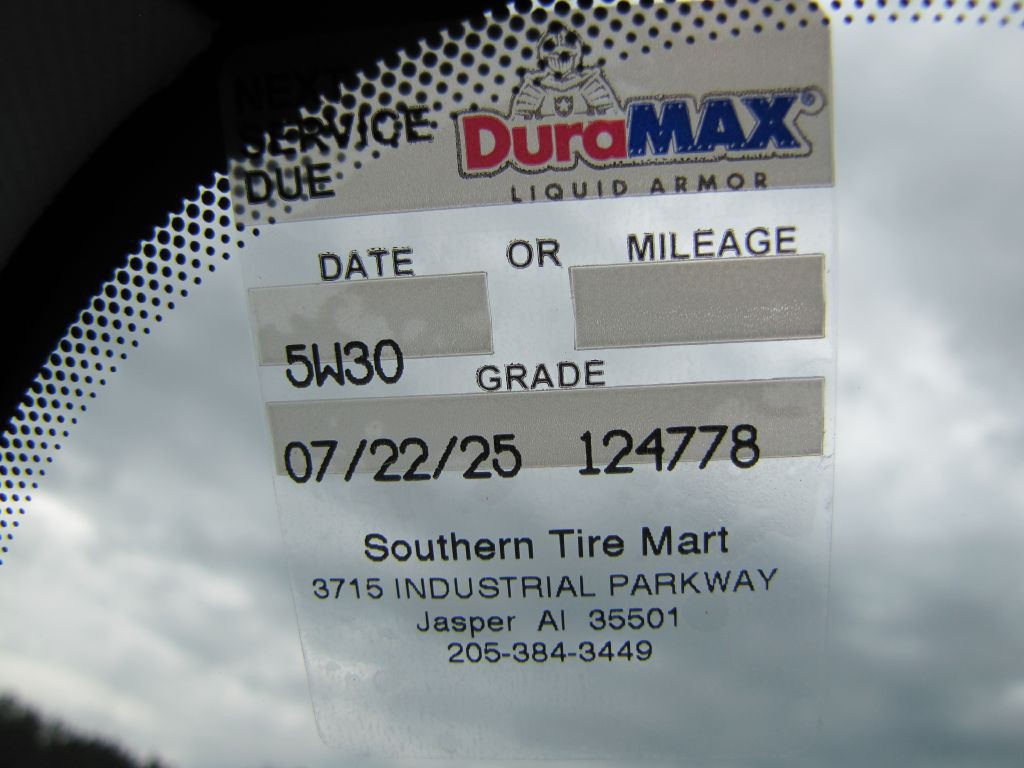 NEXT
SERVICE
DUE
DuraMAX®
LIQUID ARMOR
DATE OR MILEAGE
5W30
GRADE
07/22/25 124778
Southern Tire Mart
3715 INDUSTRIAL PARKWAY
Jasper Al 35501
205-384-3449